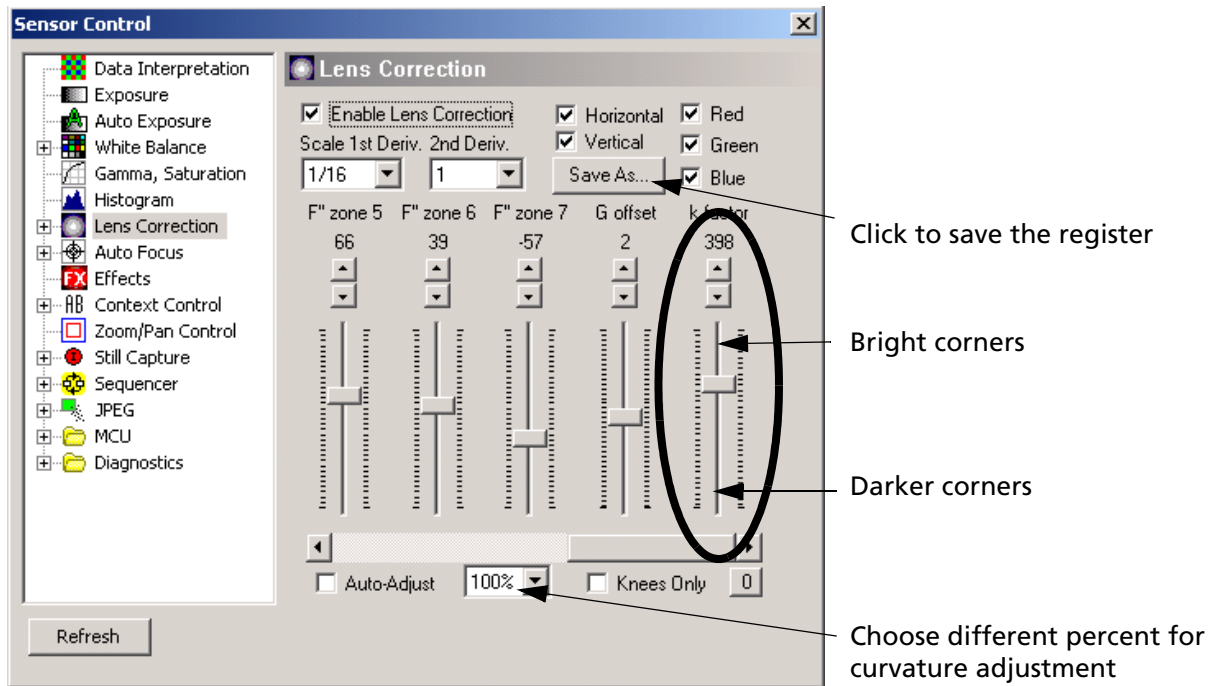 Sensor Control
Data Interpretation
Exposure
Auto Exposure
White Balance
Gamma, Saturation
Histogram
Lens Correction
Auto Focus
Effects
Context Control
Zoom/Pan Control
Still Capture
Sequencer
JPEG
MCU
Diagnostics
Refresh
Lens Correction
Enable Lens Correction Horizontal Red
Scale 1st Deriv. 2nd Deriv. Vertical Green
1/16 1 Save As... Blue
F" zone 5 F" zone 6 F" zone 7 G offset k factor
66 39 -57 2 398
Auto-Adjust 100% Knees Only 0
Click to save the register
Bright corners
Darker corners
Choose different percent for
curvature adjustment